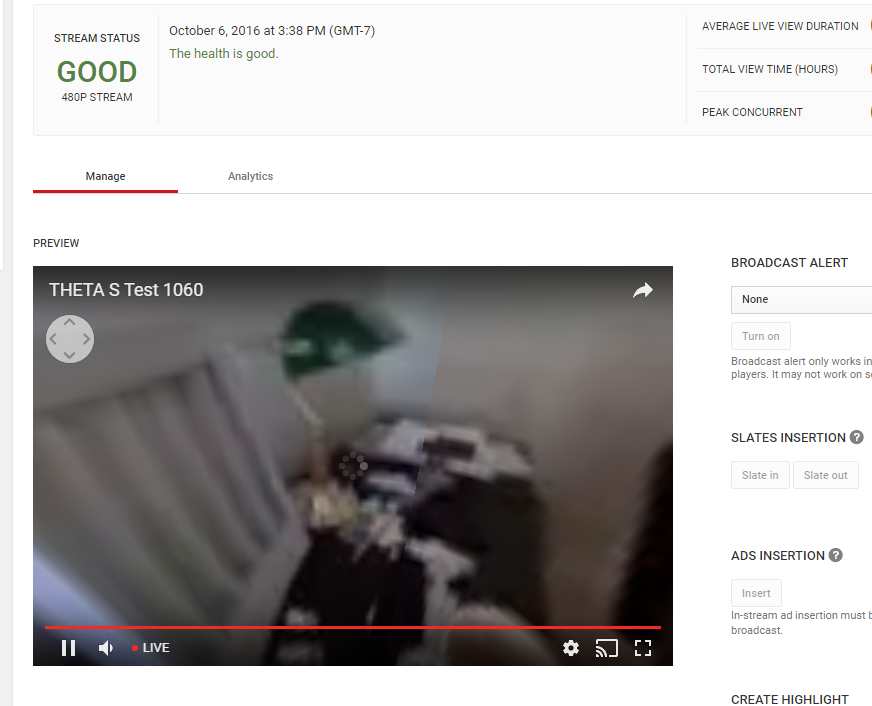 STREAM STATUS
GOOD
480P STREAM
October 6, 2016 at 3:38 PM (GMT-7)
The health is good.
AVERAGE LIVE VIEW DURATION
TOTAL VIEW TIME (HOURS)
PEAK CONCURRENT
Manage
Analytics
PREVIEW
THETA S Test 1060
LIVE
BROADCAST ALERT
None
Turn on
Broadcast alert only works in
players. It may not work on
SLATES INSERTION ?
Slate in
Slate out
ADS INSERTION ?
Insert
In-stream ad insertion must
broadcast.
CREATE HIGHLIGHT